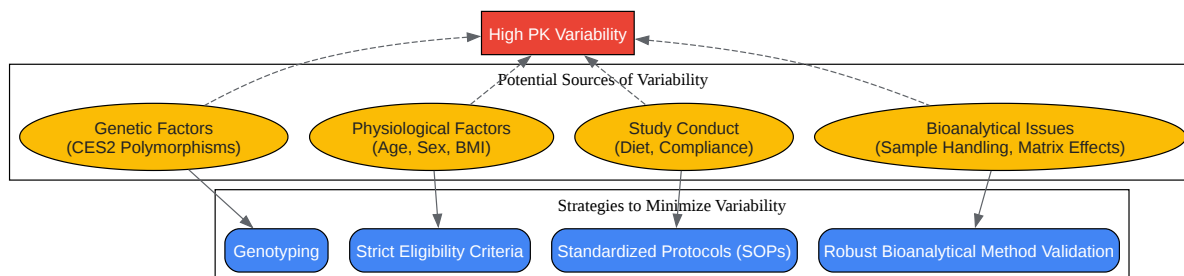 High PK Variability
Potential Sources of Variability
Genetic Factors
(CES2 Polymorphisms)
Physiological Factors
(Age, Sex, BMI)
Study Conduct
(Diet, Compliance)
Bioanalytical Issues
(Sample Handling, Matrix Effects)
Strategies to Minimize Variability
Genotyping
Strict Eligibility Criteria
Standardized Protocols (SOPs)
Robust Bioanalytical Method Validation